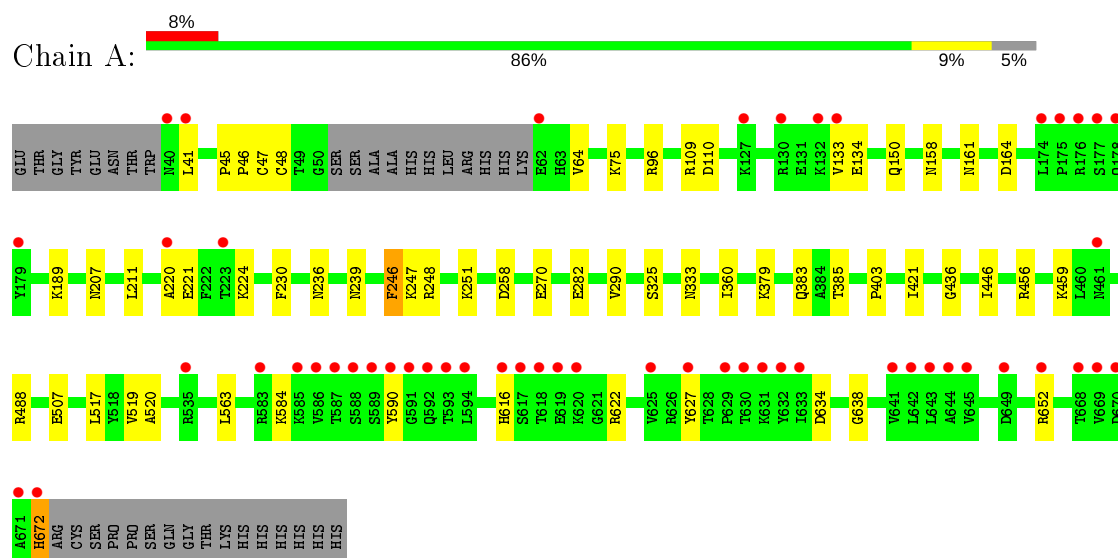 8%
Chain A:
86% 9% 5%
GLU THR GLY TYR GLU ASN THR TRP N40 L41 P45 P46 C47 C48 T49 G50 SER SER ALA ALA HIS HIS LEU ARG HIS HIS LYS E62 H63 V64 K75 R96 R109 D110 K127 R130 E131 K132 V133 E134 Q150 N158 N161 D164 L174 P175 R176 S177 Q178
Y179 K189 N207 L211 A220 E221 F222 T223 K224 F230 N236 N239 F246 K247 R248 K251 D258 E270 E282 V290 S325 N333 I360 K379 Q383 A384 T385 P403 I421 G436 I446 R456 K459 L460 N461
R488 E507 L517 Y518 V519 A520 R535 L563 R583 K584 K585 V586 T587 S588 S589 Y590 G591 Q592 T593 L594 H616 S617 T618 E619 K620 G621 R622 V625 R626 Y627 T628 P629 T630 K631 Y632 I633 D634 G638 V641 L642 L643 A644 V645 D649 R652 T668 V669
A671 H672 ARG CYS SER PRO PRO SER GLN GLY THR LYS HIS HIS HIS HIS HIS HIS